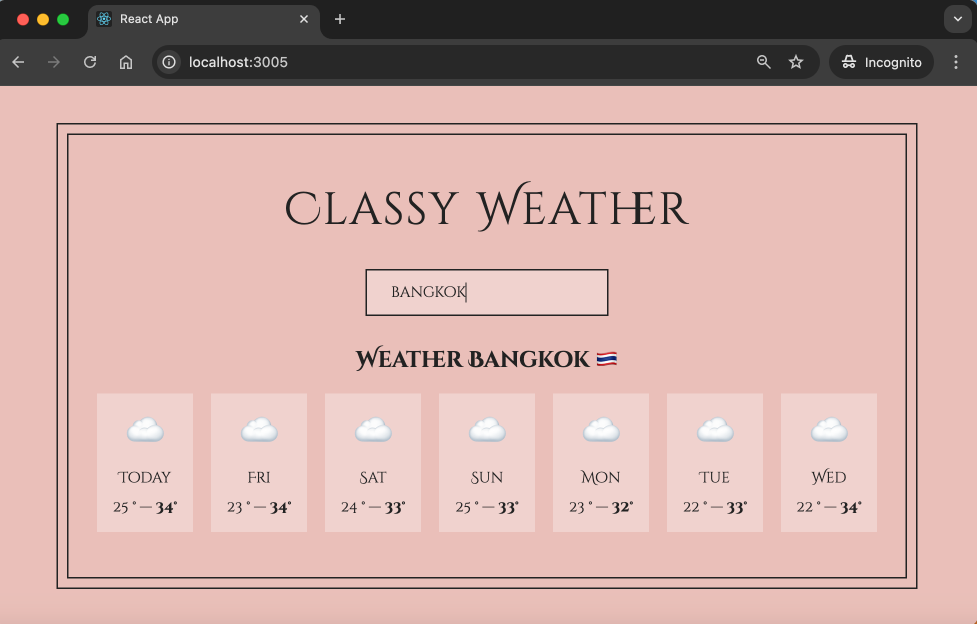 React App
localhost:3005
Incognito
Classy Weather
BANGKOK
Weather Bangkok 🇹🇭
Today Fri Sat Sun Mon Tue Wed
25° — 34° 23° — 34° 24° — 33° 25° — 33° 23° — 32° 22° — 33° 22° — 34°